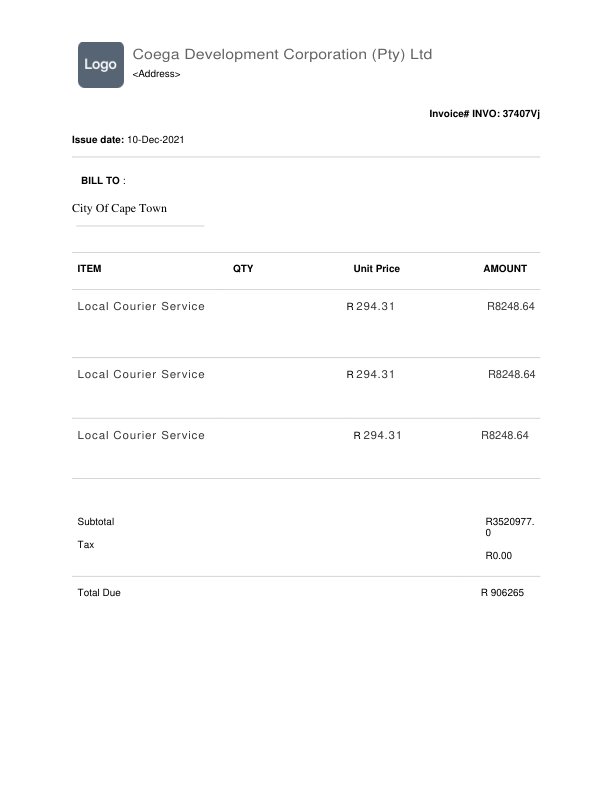 Logo
Coega Development Corporation (Pty) Ltd
<Address>
Invoice# INVO: 37407Vj
Issue date: 10-Dec-2021
BILL TO :
City Of Cape Town
ITEM QTY Unit Price AMOUNT
Local Courier Service R 294.31 R8248.64
Local Courier Service R 294.31 R8248.64
Local Courier Service R 294.31 R8248.64
Subtotal R3520977.
0
Tax
R0.00
Total Due R 906265